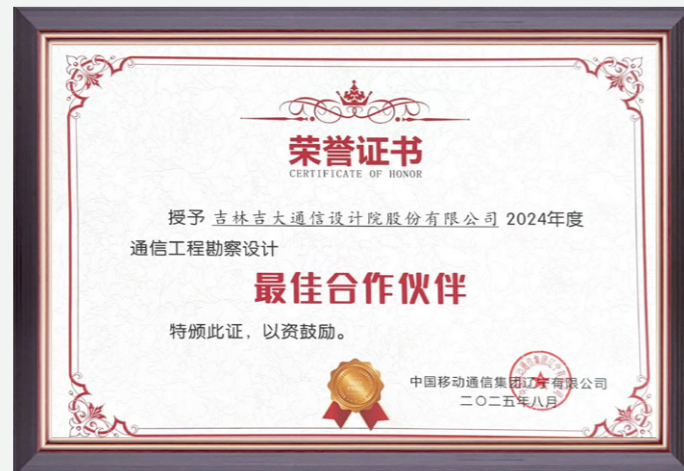 荣誉证书
CERTIFICATE OF HONOR
授予 吉林吉大通信设计院股份有限公司 2024年度
通信工程勘察设计
最佳合作伙伴
特颁此证，以资鼓励。
中国移动通信集团辽宁有限公司
二〇二五年八月